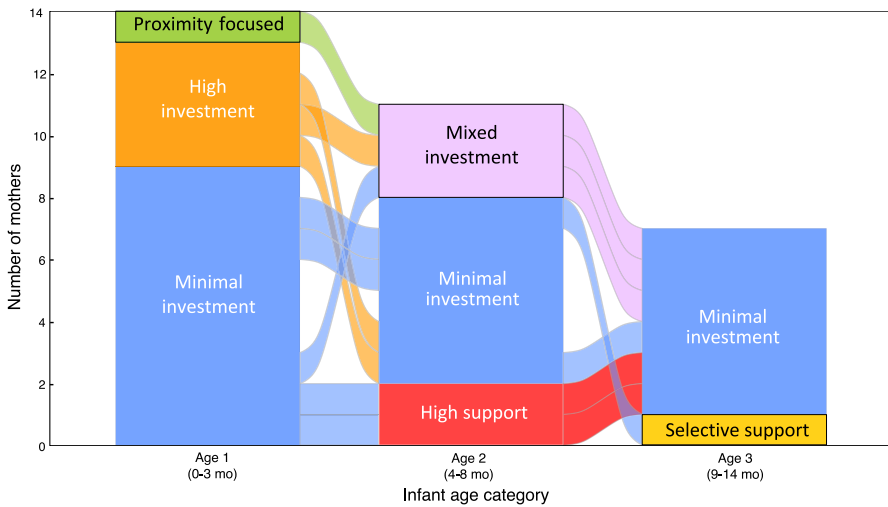 14
12
10
8
6
4
2
0
Number of mothers
Proximity focused
High
investment
Minimal
investment
Mixed
investment
Minimal
investment
High support
Minimal
investment
Selective support
Age 1
(0-3 mo)
Age 2
(4-8 mo)
Age 3
(9-14 mo)
Infant age category